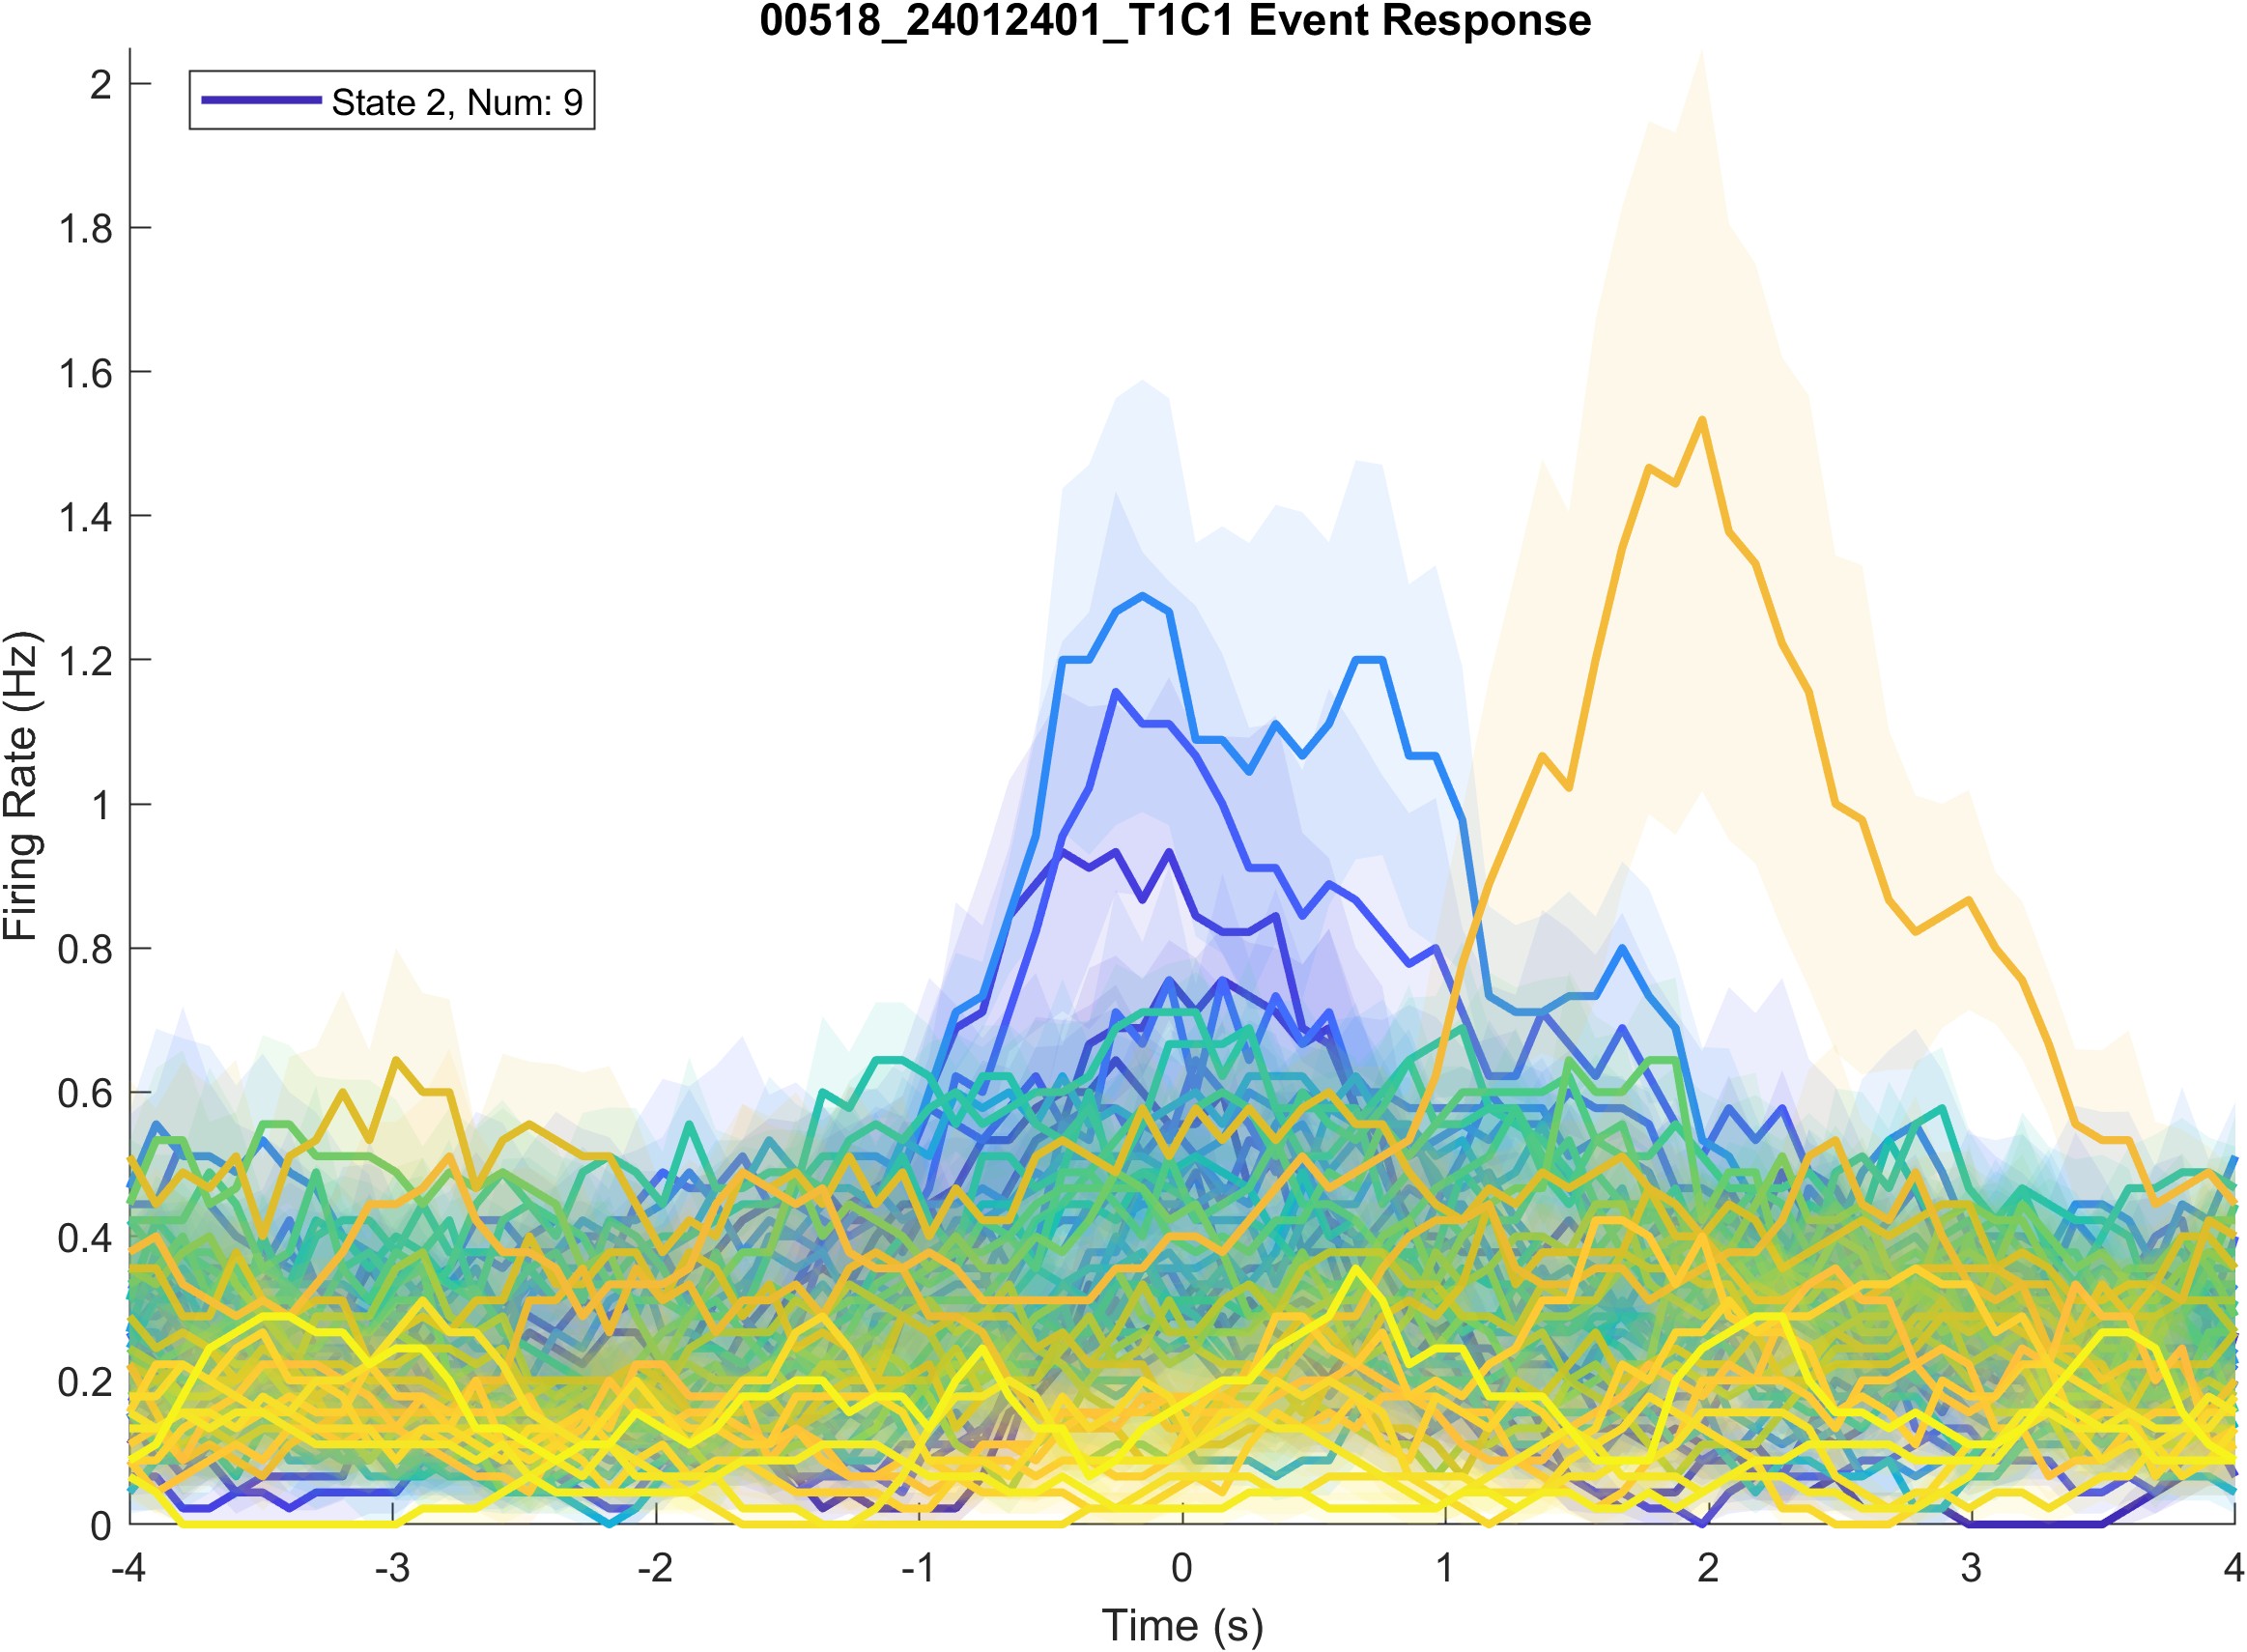 00518_24012401_T1C1 Event Response
State 2, Num: 9
Firing Rate (Hz)
2
1.8
1.6
1.4
1.2
1
0.8
0.6
0.4
0.2
0
-4 -3 -2 -1 0 1 2 3 4
Time (s)